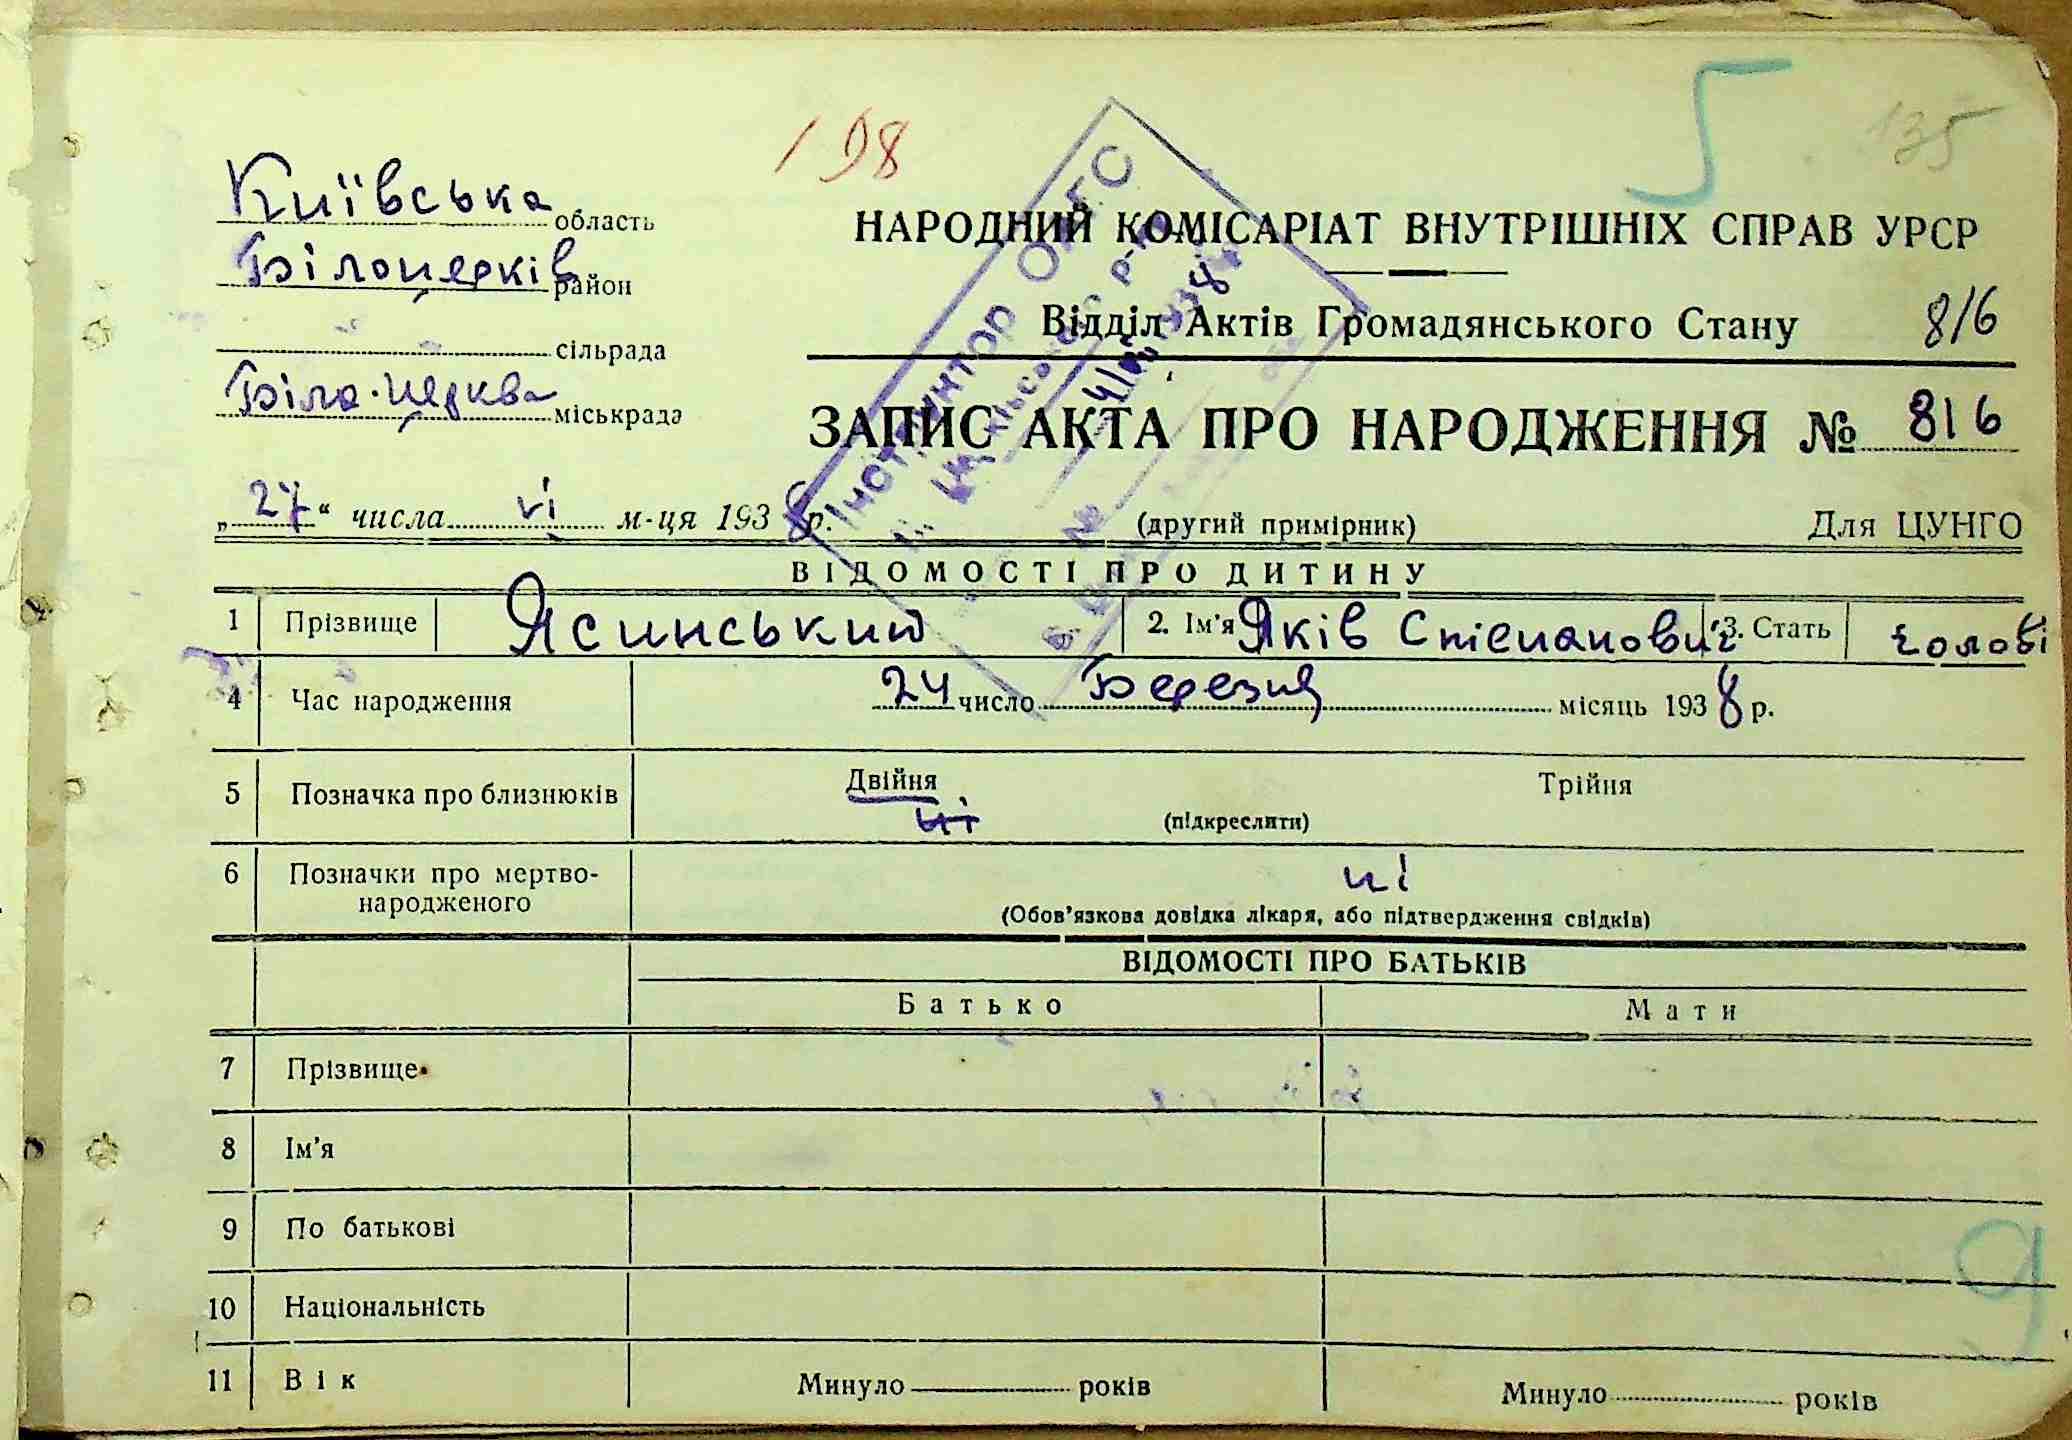 198
5
135
Київська область
Білоцерків район
сільрада
Біла-Церква міськрада
НАРОДНИЙ КОМІСАРІАТ ВНУТРІШНІХ СПРАВ УРСР
Відділ Актів Громадянського Стану 816
ЗАПИС АКТА ПРО НАРОДЖЕННЯ № 816
Інспектор ОАГС
„27“ числа VI м-ця 1938 р. (другий примірник) Для ЦУНГО
ВІДОМОСТІ ПРО ДИТИНУ
1 Прізвище Ясинський 2. Ім'я Яків Степанович 3. Стать чолові
4 Час народження 24 число Березня місяць 1938 р.
5 Позначка про близнюків Двійня ні (підкреслити) Трійня
6 Позначки про мертво-
народженого ні
(Обов'язкова довідка лікаря, або підтвердження свідків)
ВІДОМОСТІ ПРО БАТЬКІВ
Батько Мати
7 Прізвище
8 Ім'я
9 По батькові
10 Національність
9
11 Вік Минуло років Минуло років